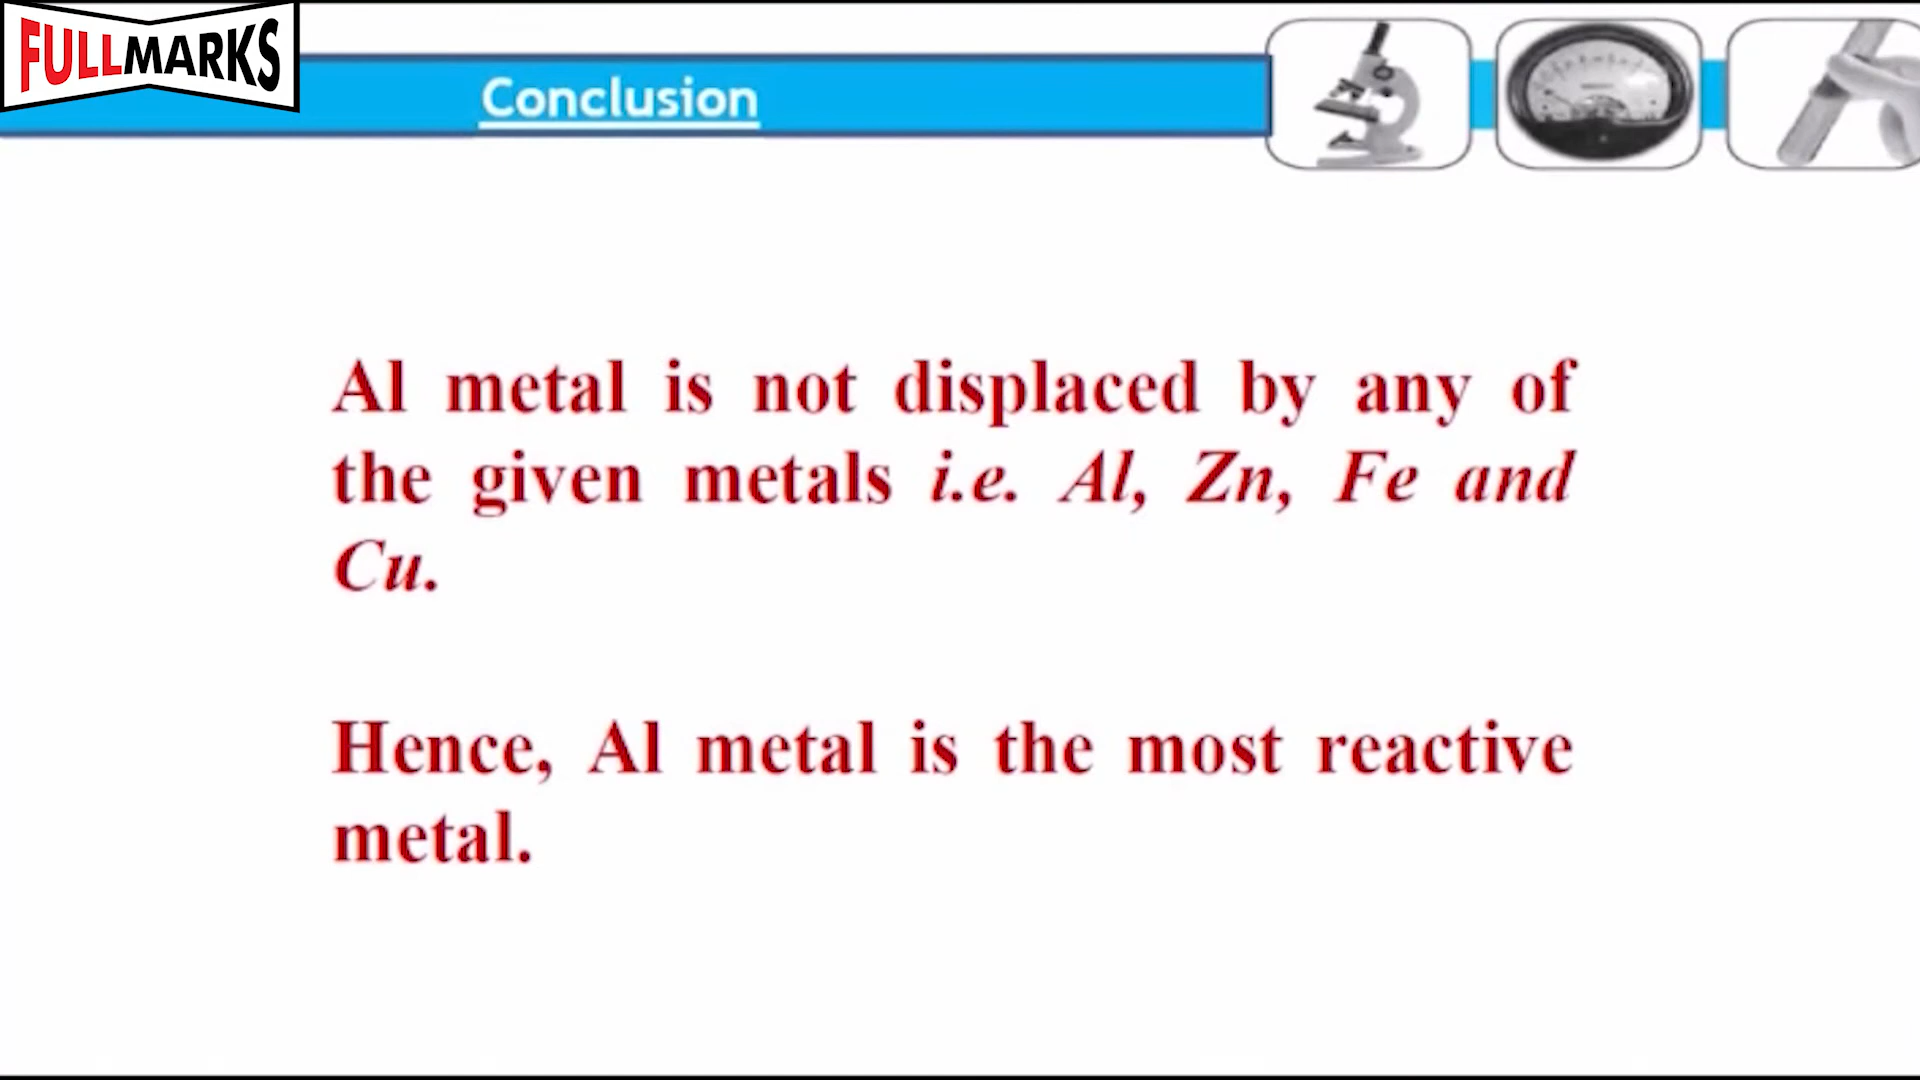 FULLMARKS
Conclusion
Al metal is not displaced by any of
the given metals i.e. Al, Zn, Fe and
Cu.
Hence, Al metal is the most reactive
metal.